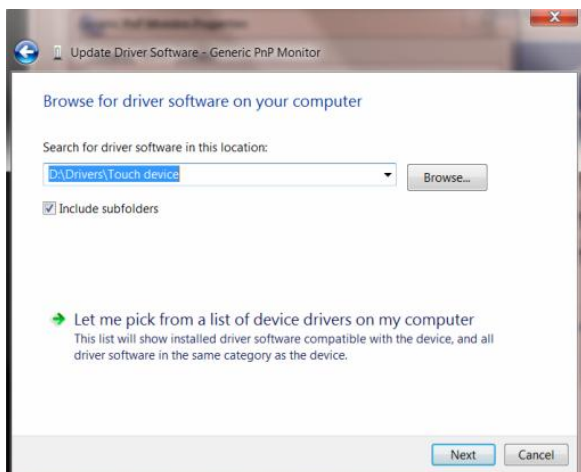 Update Driver Software - Generic PnP Monitor
Browse for driver software on your computer
Search for driver software in this location:
D:\Drivers\Touch device
Browse...
Include subfolders
Let me pick from a list of device drivers on my computer
This list will show installed driver software compatible with the device, and all
driver software in the same category as the device.
Next
Cancel